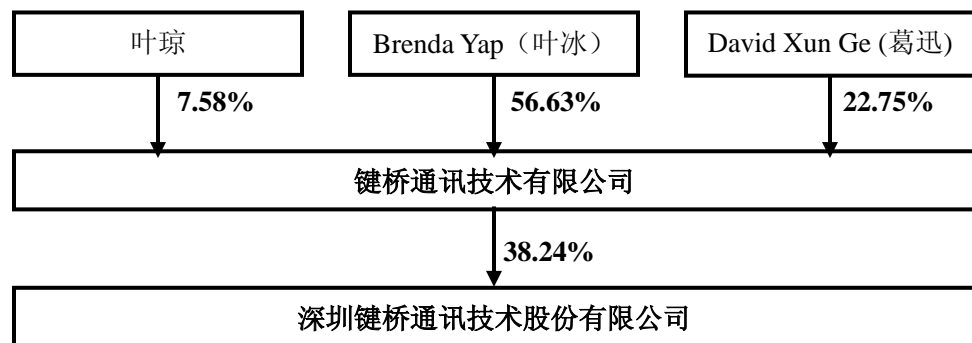 叶琼
Brenda Yap（叶冰）
David Xun Ge (葛迅)
7.58%
56.63%
22.75%
键桥通讯技术有限公司
38.24%
深圳键桥通讯技术股份有限公司